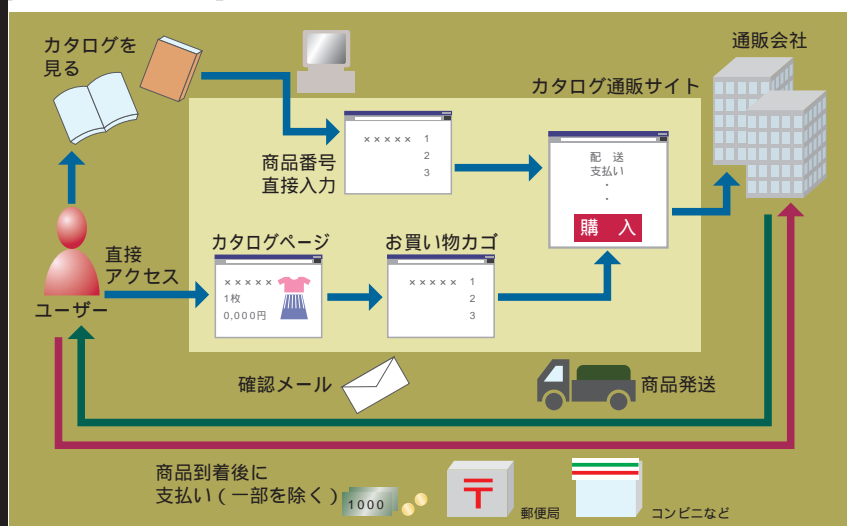 カタログを
見る
通販会社
カタログ通販サイト
××××× 1
2
3
商品番号
直接入力
配 送
支払い
・
・
購 入
直接
アクセス
ユーザー
カタログページ
×××××
1枚
0,000円
お買い物カゴ
××××× 1
2
3
確認メール
商品発送
商品到着後に
支払い(一部を除く)
1000
〒
郵便局
コンビニなど